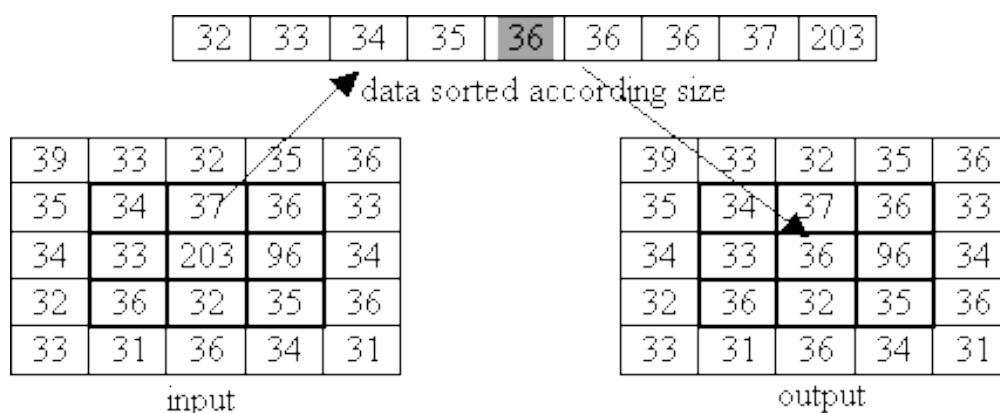 32 33 34 35 36 36 36 37 203
data sorted according size
39 33 32 35 36
35 34 37 36 33
34 33 203 96 34
32 36 32 35 36
33 31 36 34 31
input
39 33 32 35 36
35 34 37 36 33
34 33 36 96 34
32 36 32 35 36
33 31 36 34 31
output